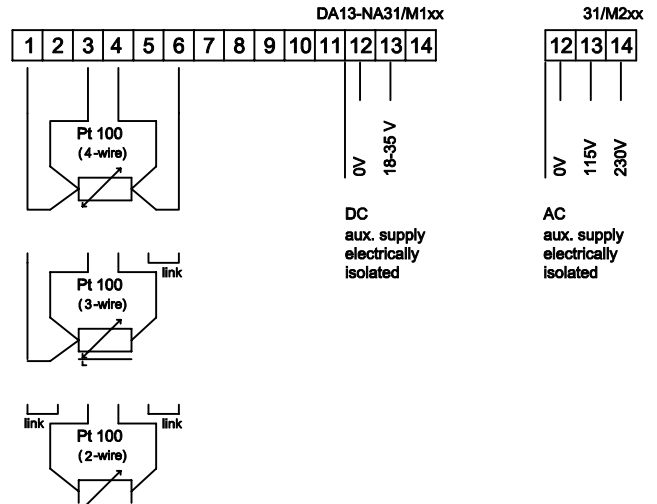 DA13-NA31/M1xx 31/M2xx
1 2 3 4 5 6 7 8 9 10 11 12 13 14 12 13 14
Pt 100
(4-wire)
0V
18-35 V
0V
115V
230V
DC
aux. supply
electrically
isolated
AC
aux. supply
electrically
isolated
link
Pt 100
(3-wire)
L
link
link
Pt 100
(2-wire)